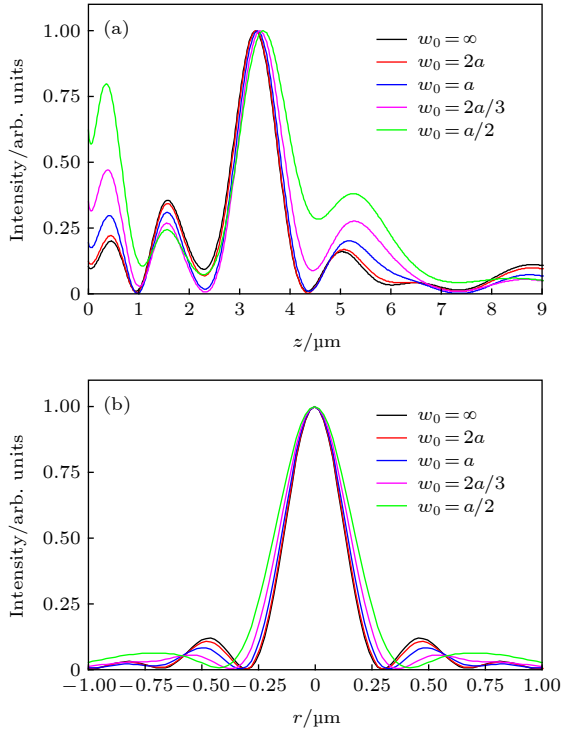 (a)
w₀ = ∞
w₀ = 2a
w₀ = a
w₀ = 2a/3
w₀ = a/2
Intensity/arb. units
1.00
0.75
0.50
0.25
0
0 1 2 3 4 5 6 7 8 9
z/µm
(b)
w₀ = ∞
w₀ = 2a
w₀ = a
w₀ = 2a/3
w₀ = a/2
Intensity/arb. units
1.00
0.75
0.50
0.25
0
−1.00 −0.75 −0.50 −0.25 0 0.25 0.50 0.75 1.00
r/µm